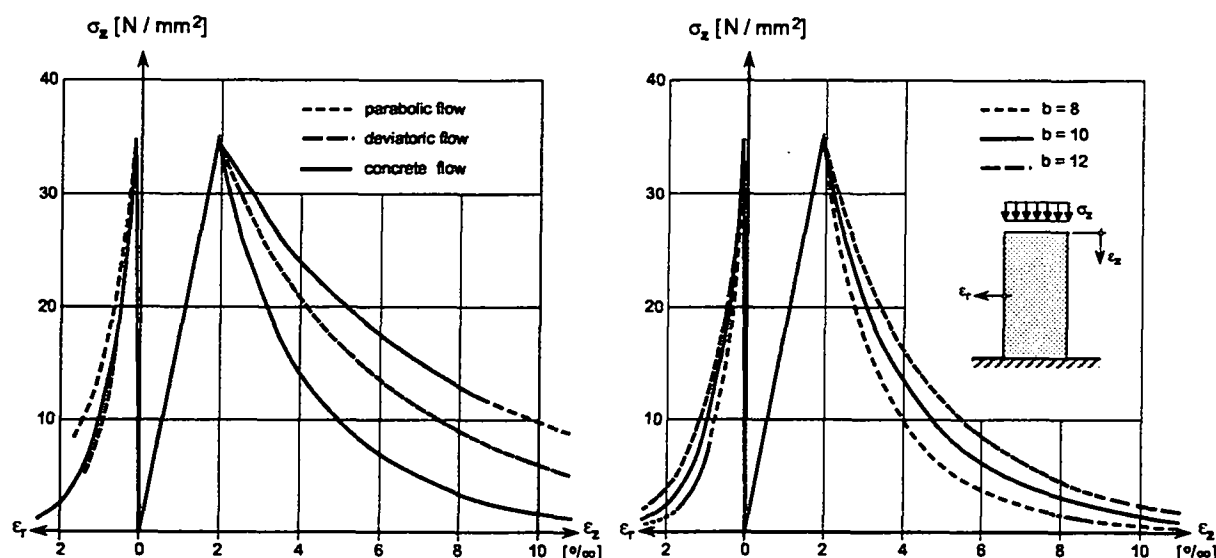 σz [N / mm²]
40
30
20
10
parabolic flow
deviatoric flow
concrete flow
εr
2
0
2
4
6
8
10
εz
[º/∞]
σz [N / mm²]
40
30
20
10
b = 8
b = 10
b = 12
σz
εz
εr
εr
2
0
2
4
6
8
10
εz
[º/∞]